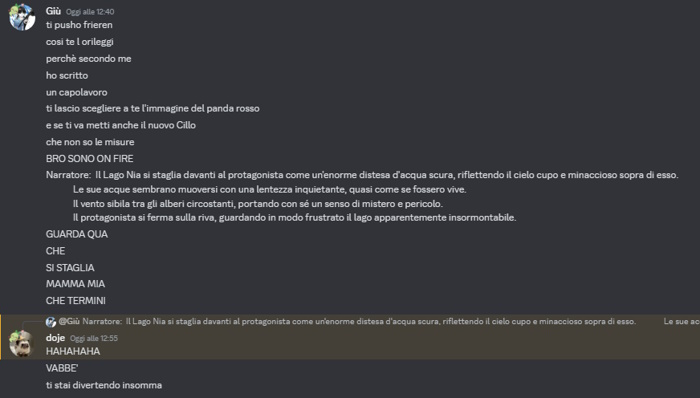 Giù Oggi alle 12:40
ti pusho frieren
cosi te l orileggi
perchè secondo me
ho scritto
un capolavoro
ti lascio scegliere a te l'immagine del panda rosso
e se ti va metti anche il nuovo Cillo
che non so le misure
BRO SONO ON FIRE
Narratore: Il Lago Nia si staglia davanti al protagonista come un'enorme distesa d'acqua scura, riflettendo il cielo cupo e minaccioso sopra di esso.
Le sue acque sembrano muoversi con una lentezza inquietante, quasi come se fossero vive.
Il vento sibila tra gli alberi circostanti, portando con sé un senso di mistero e pericolo.
Il protagonista si ferma sulla riva, guardando in modo frustrato il lago apparentemente insormontabile.
GUARDA QUA
CHE
SI STAGLIA
MAMMA MIA
CHE TERMINI
@Giù Narratore: Il Lago Nia si staglia davanti al protagonista come un'enorme distesa d'acqua scura, riflettendo il cielo cupo e minaccioso sopra di esso. Le sue ac
doje Oggi alle 12:55
HAHAHAHA
VABBE'
ti stai divertendo insomma